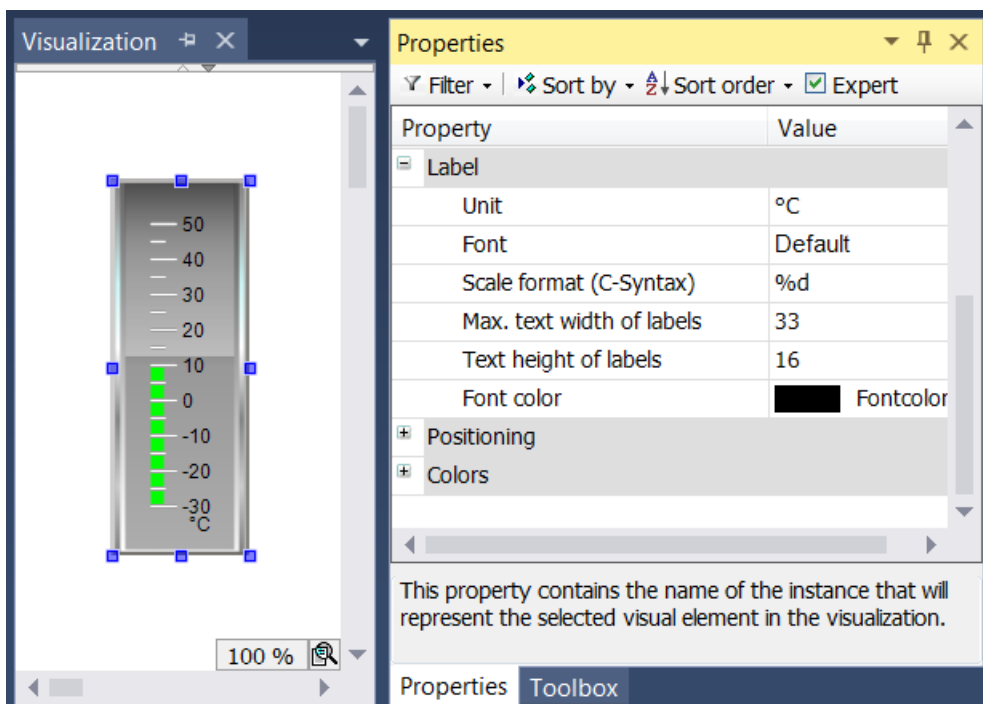 Visualization
50
40
30
20
10
0
-10
-20
-30
°C
100 %
Properties
Filter Sort by Sort order Expert
Property Value
Label
Unit °C
Font Default
Scale format (C-Syntax) %d
Max. text width of labels 33
Text height of labels 16
Font color Fontcolor
Positioning
Colors
This property contains the name of the instance that will
represent the selected visual element in the visualization.
Properties Toolbox